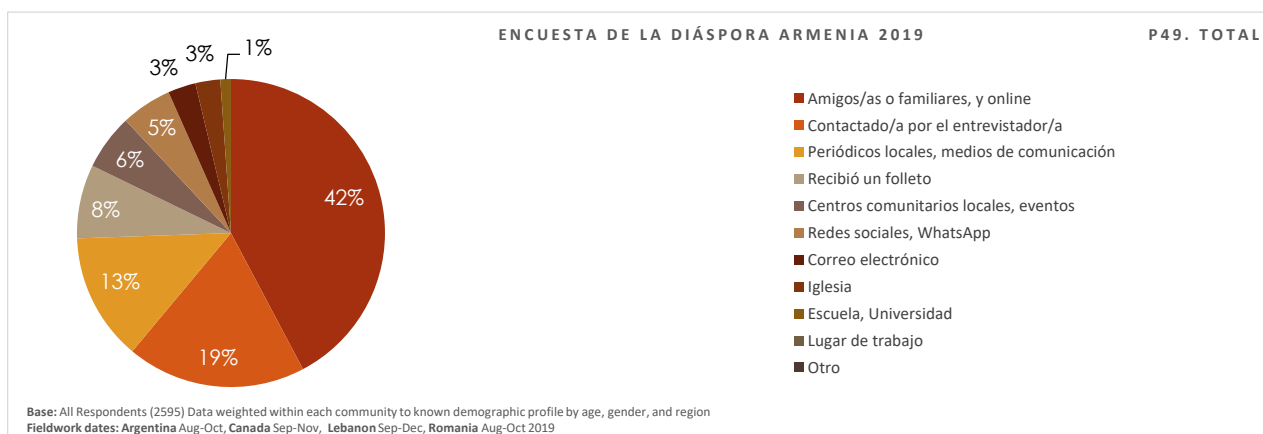 ENCUESTA DE LA DIÁSPORA ARMENIA 2019
P49. TOTAL
42%
19%
13%
8%
6%
5%
3%
3%
1%
Amigos/as o familiares, y online
Contactado/a por el entrevistador/a
Periódicos locales, medios de comunicación
Recibió un folleto
Centros comunitarios locales, eventos
Redes sociales, WhatsApp
Correo electrónico
Iglesia
Escuela, Universidad
Lugar de trabajo
Otro
Base: All Respondents (2595) Data weighted within each community to known demographic profile by age, gender, and region
Fieldwork dates: Argentina Aug-Oct, Canada Sep-Nov, Lebanon Sep-Dec, Romania Aug-Oct 2019